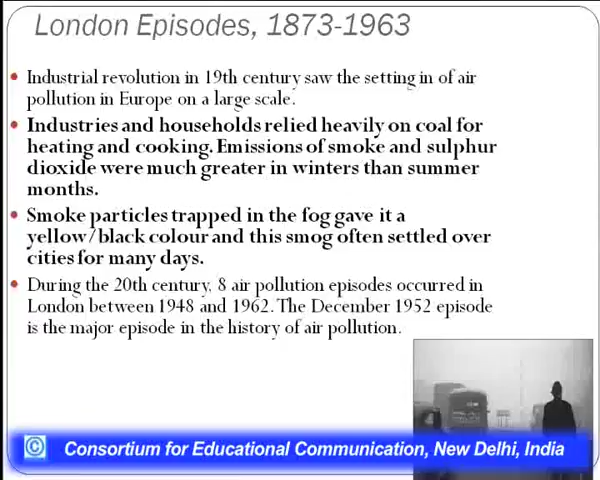 London Episodes, 1873-1963
Industrial revolution in 19th century saw the setting in of air
pollution in Europe on a large scale.
Industries and households relied heavily on coal for
heating and cooking. Emissions of smoke and sulphur
dioxide were much greater in winters than summer
months.
Smoke particles trapped in the fog gave it a
yellow/black colour and this smog often settled over
cities for many days.
During the 20th century, 8 air pollution episodes occurred in
London between 1948 and 1962. The December 1952 episode
is the major episode in the history of air pollution.
© Consortium for Educational Communication, New Delhi, India